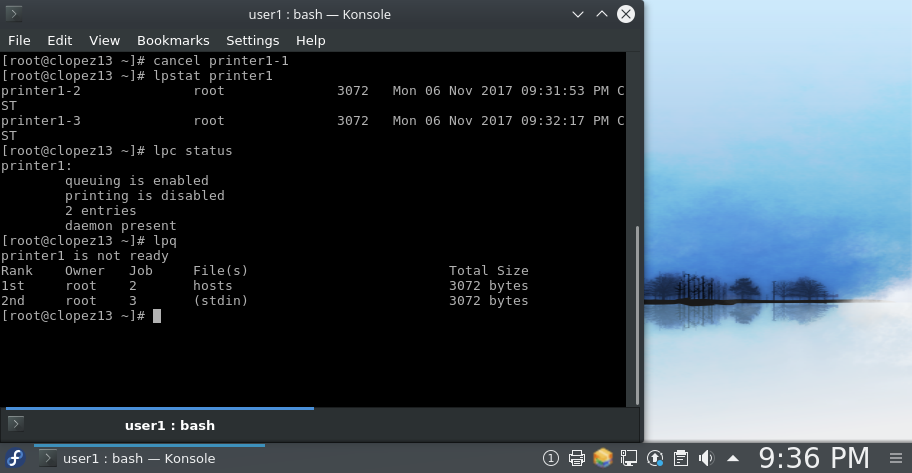 user1 : bash — Konsole
File Edit View Bookmarks Settings Help
[root@clopez13 ~]# cancel printer1-1
[root@clopez13 ~]# lpstat printer1
printer1-2              root              3072   Mon 06 Nov 2017 09:31:53 PM C
ST
printer1-3              root              3072   Mon 06 Nov 2017 09:32:17 PM C
ST
[root@clopez13 ~]# lpc status
printer1:
        queuing is enabled
        printing is disabled
        2 entries
        daemon present
[root@clopez13 ~]# lpq
printer1 is not ready
Rank    Owner   Job     File(s)                         Total Size
1st     root    2       hosts                           3072 bytes
2nd     root    3       (stdin)                         3072 bytes
[root@clopez13 ~]#
user1 : bash
user1 : bash — Konsole 1 9:36 PM